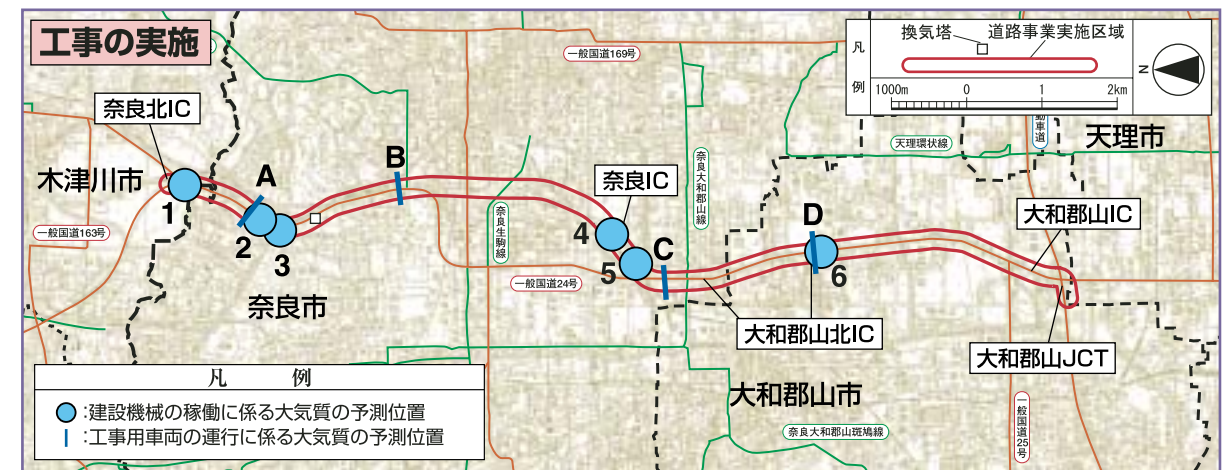 工事の実施
一般国道169号
凡
例
換気塔
道路事業実施区域
1000m 0 1 2km
N
奈良北IC
木津川市
1
一般国道163号
A
2
3
奈良市
B
奈良生駒線
一般国道24号
奈良IC
4
5
C
奈良大和郡山線
D
6
大和郡山北IC
天理環状線
動車道
天理市
大和郡山IC
大和郡山JCT
大和郡山市
奈良大和郡山斑鳩線
一般国道25号
凡 例
:建設機械の稼働に係る大気質の予測位置
:工事用車両の運行に係る大気質の予測位置